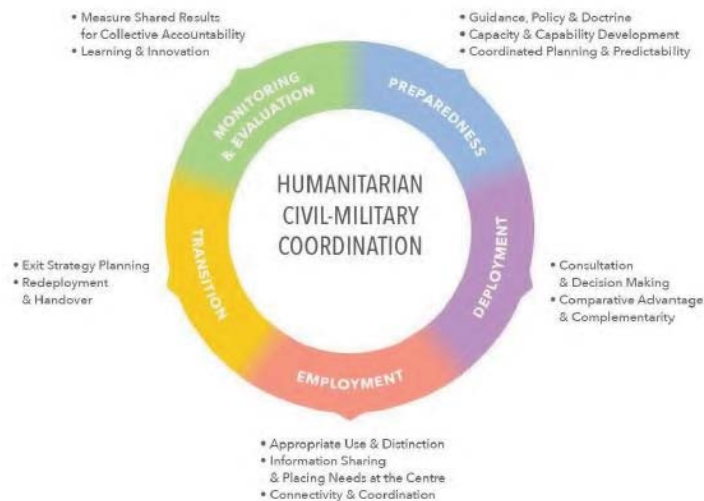 • Measure Shared Results
for Collective Accountability
• Learning & Innovation
• Guidance, Policy & Doctrine
• Capacity & Capability Development
• Coordinated Planning & Predictability
MONITORING
& EVALUATION
PREPAREDNESS
HUMANITARIAN
CIVIL-MILITARY
COORDINATION
TRANSITION
DEPLOYMENT
• Exit Strategy Planning
• Redeployment
& Handover
• Consultation
& Decision Making
• Comparative Advantage
& Complementarity
EMPLOYMENT
• Appropriate Use & Distinction
• Information Sharing
& Placing Needs at the Centre
• Connectivity & Coordination